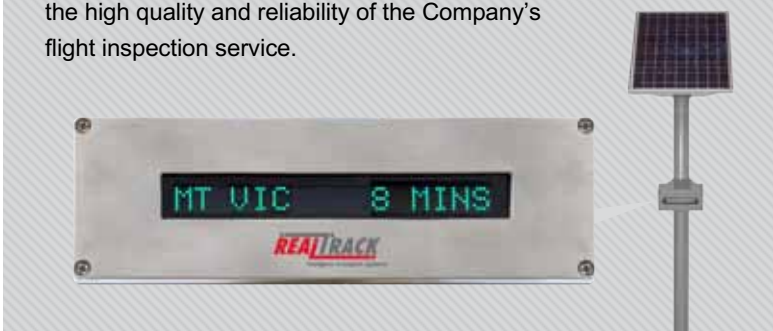 the high quality and reliability of the Company's
flight inspection service.
MT VIC 8 MINS
REALTRACK